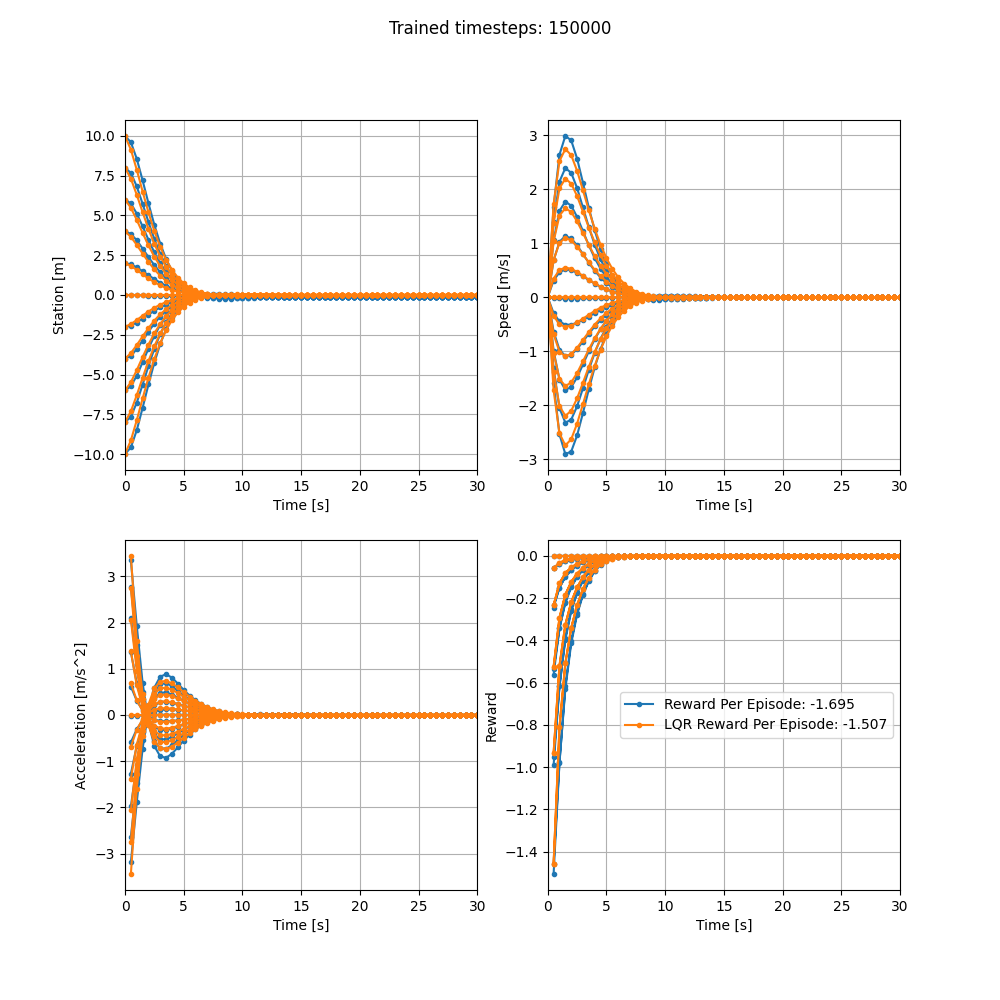 Trained timesteps: 150000
10.0
7.5
5.0
2.5
0.0
−2.5
−5.0
−7.5
−10.0
Station [m]
0 5 10 15 20 25 30
Time [s]
3
2
1
0
−1
−2
−3
Speed [m/s]
0 5 10 15 20 25 30
Time [s]
3
2
1
0
−1
−2
−3
Acceleration [m/s^2]
0 5 10 15 20 25 30
Time [s]
0.0
−0.2
−0.4
−0.6
−0.8
−1.0
−1.2
−1.4
Reward
Reward Per Episode: -1.695
LQR Reward Per Episode: -1.507
0 5 10 15 20 25 30
Time [s]